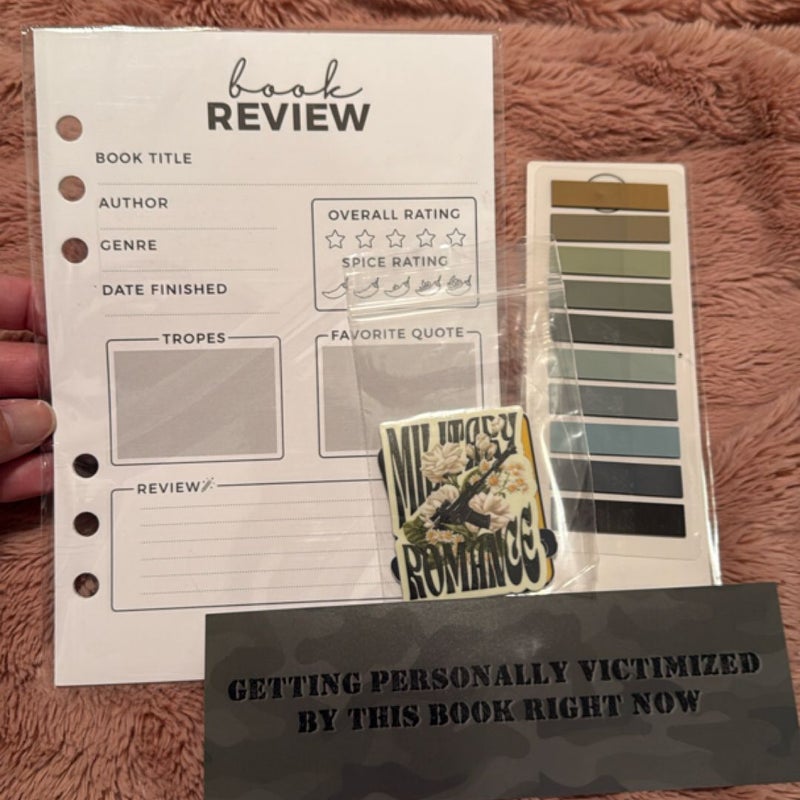 book
REVIEW
BOOK TITLE
AUTHOR
GENRE
DATE FINISHED
OVERALL RATING
SPICE RATING
TROPES
FAVORITE QUOTE
REVIEW
MILITARY
ROMANCE
GETTING PERSONALLY VICTIMIZED
BY THIS BOOK RIGHT NOW